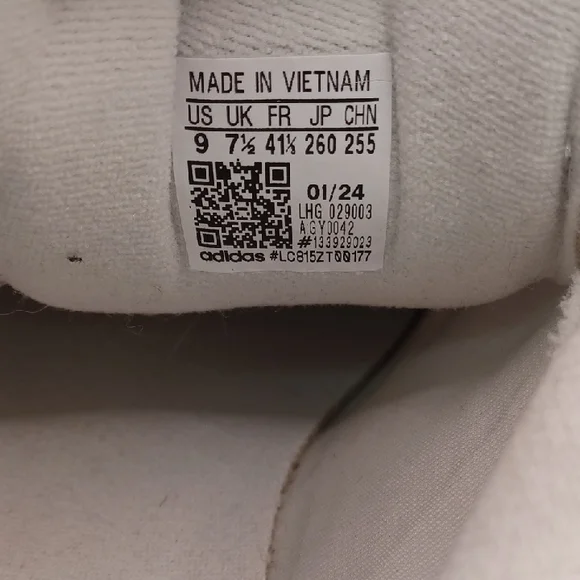 MADE IN VIETNAM
US UK FR JP CHN
9 7½ 41⅓ 260 255
01/24
LHG 029003
AGY0042
#133929029
adidas #LC815ZT00177